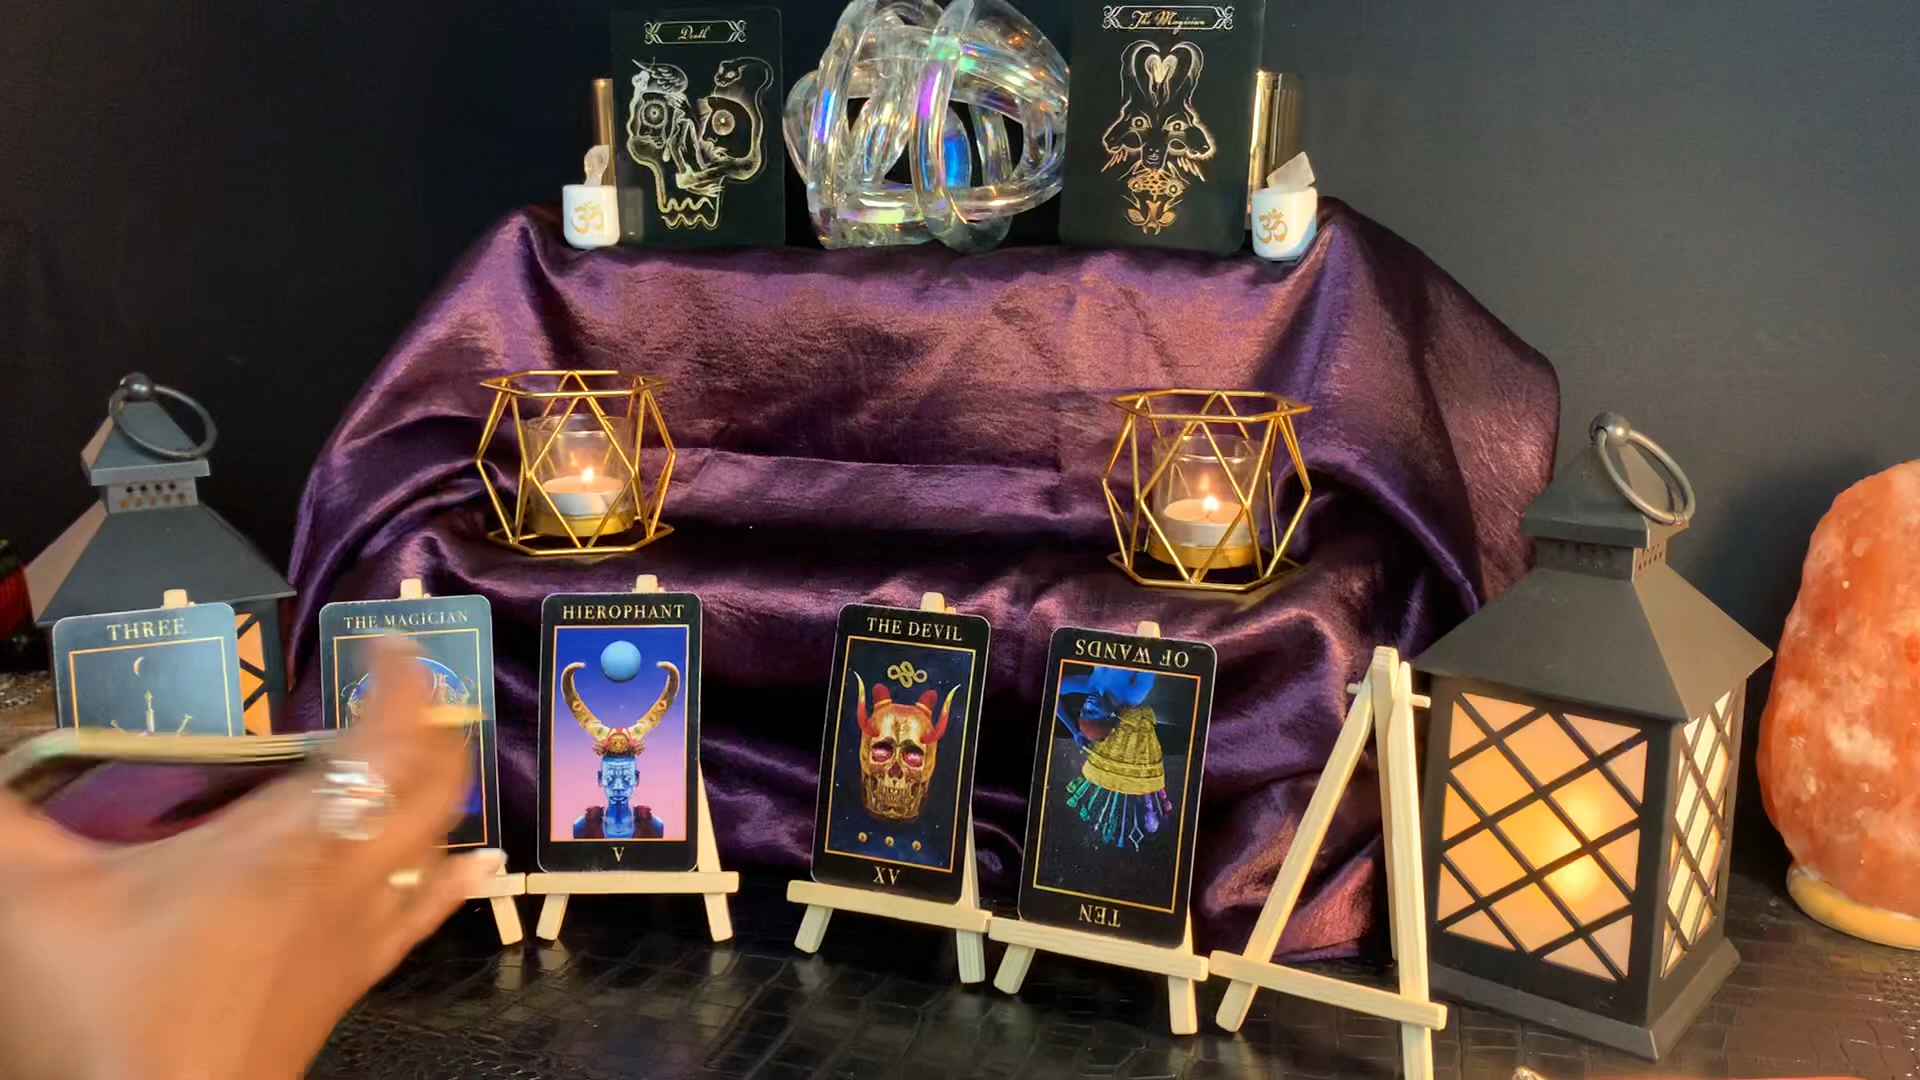 Death
The Magician
ॐ
ॐ
THREE
THE MAGICIAN
HIEROPHANT
V
THE DEVIL
XV
OF WANDS
TEN